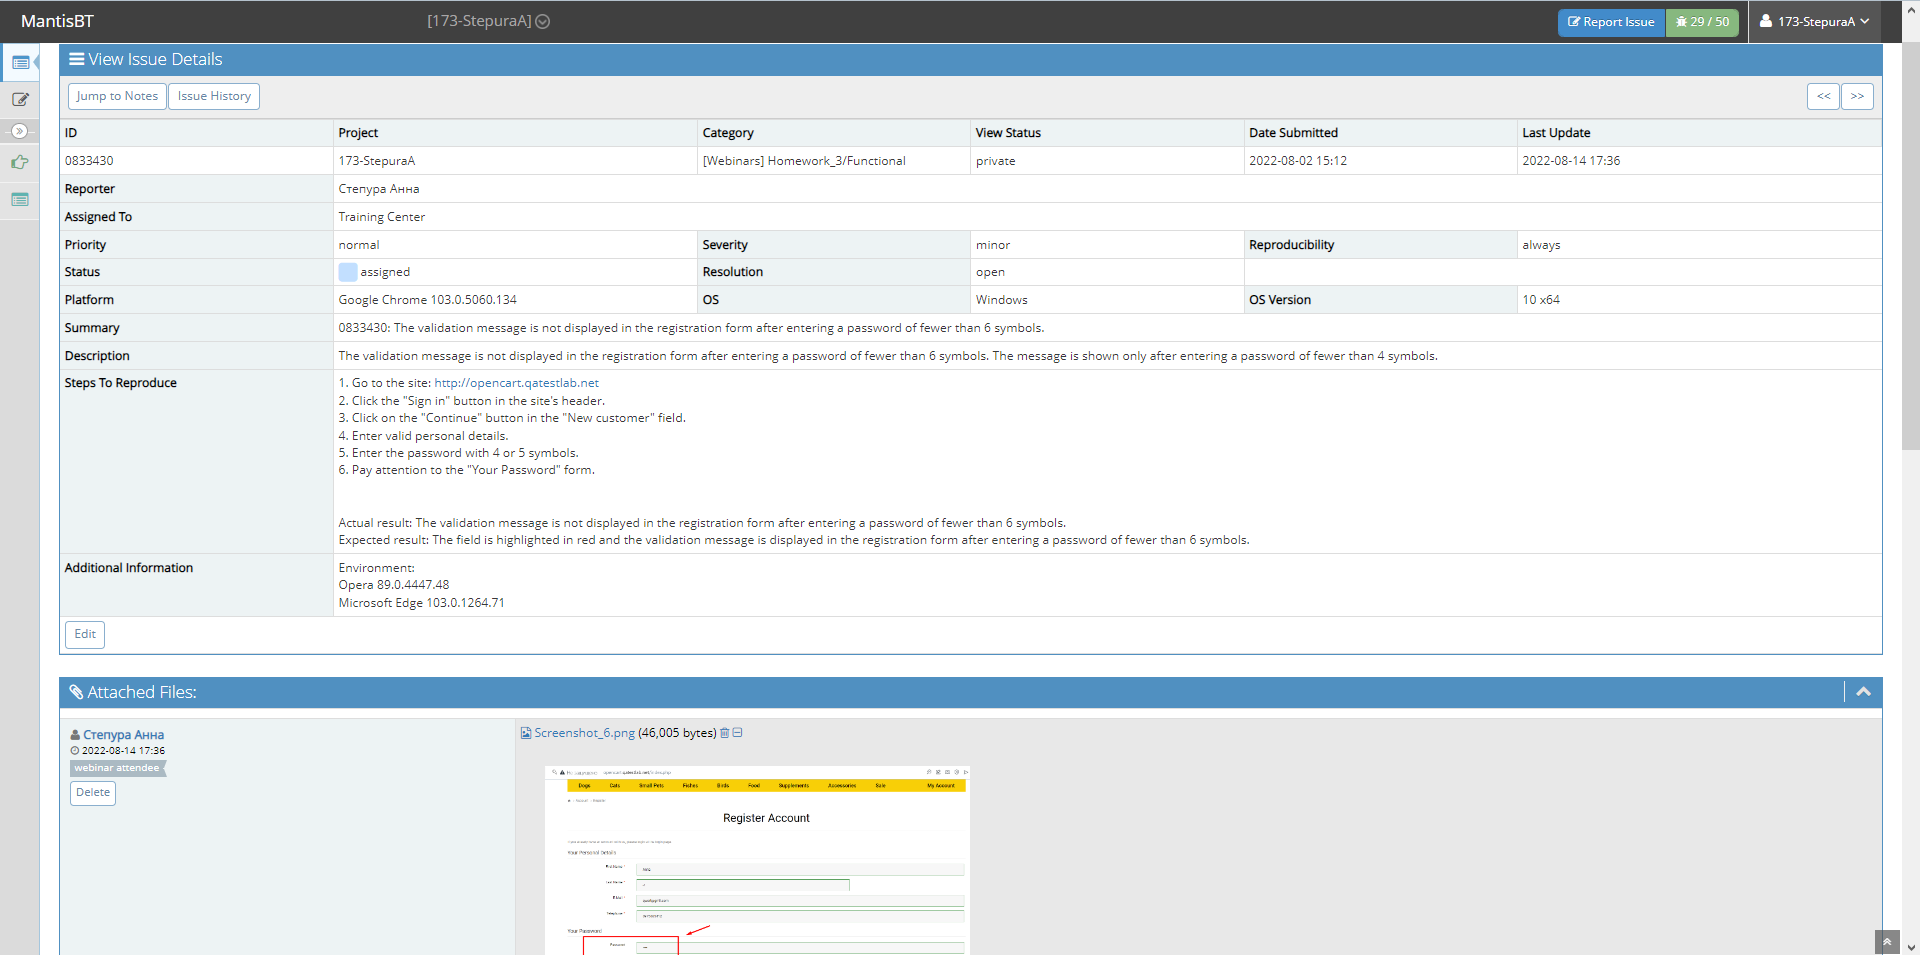 MantisBT
[173-StepuraA]
Report Issue
29 / 50
173-StepuraA
View Issue Details
Jump to Notes
Issue History
<<
>>
ID Project Category View Status Date Submitted Last Update
0833430 173-StepuraA [Webinars] Homework_3/Functional private 2022-08-02 15:12 2022-08-14 17:36
Reporter Степура Анна
Assigned To Training Center
Priority normal Severity minor Reproducibility always
Status assigned Resolution open
Platform Google Chrome 103.0.5060.134 OS Windows OS Version 10 x64
Summary 0833430: The validation message is not displayed in the registration form after entering a password of fewer than 6 symbols.
Description The validation message is not displayed in the registration form after entering a password of fewer than 6 symbols. The message is shown only after entering a password of fewer than 4 symbols.
Steps To Reproduce 1. Go to the site: http://opencart.qatestlab.net
2. Click the "Sign in" button in the site's header.
3. Click on the "Continue" button in the "New customer" field.
4. Enter valid personal details.
5. Enter the password with 4 or 5 symbols.
6. Pay attention to the "Your Password" form.
Actual result: The validation message is not displayed in the registration form after entering a password of fewer than 6 symbols.
Expected result: The field is highlighted in red and the validation message is displayed in the registration form after entering a password of fewer than 6 symbols.
Additional Information Environment:
Opera 89.0.4447.48
Microsoft Edge 103.0.1264.71
Edit
Attached Files:
Степура Анна
2022-08-14 17:36
webinar attendee
Delete
Screenshot_6.png (46,005 bytes)
Dogs Cats Small Pets Fishes Birds Food Supplements Accessories Sale My Account
Register Account
Your Personal Details
First Name *
Last Name *
E-Mail *
Telephone *
Your Password
Password